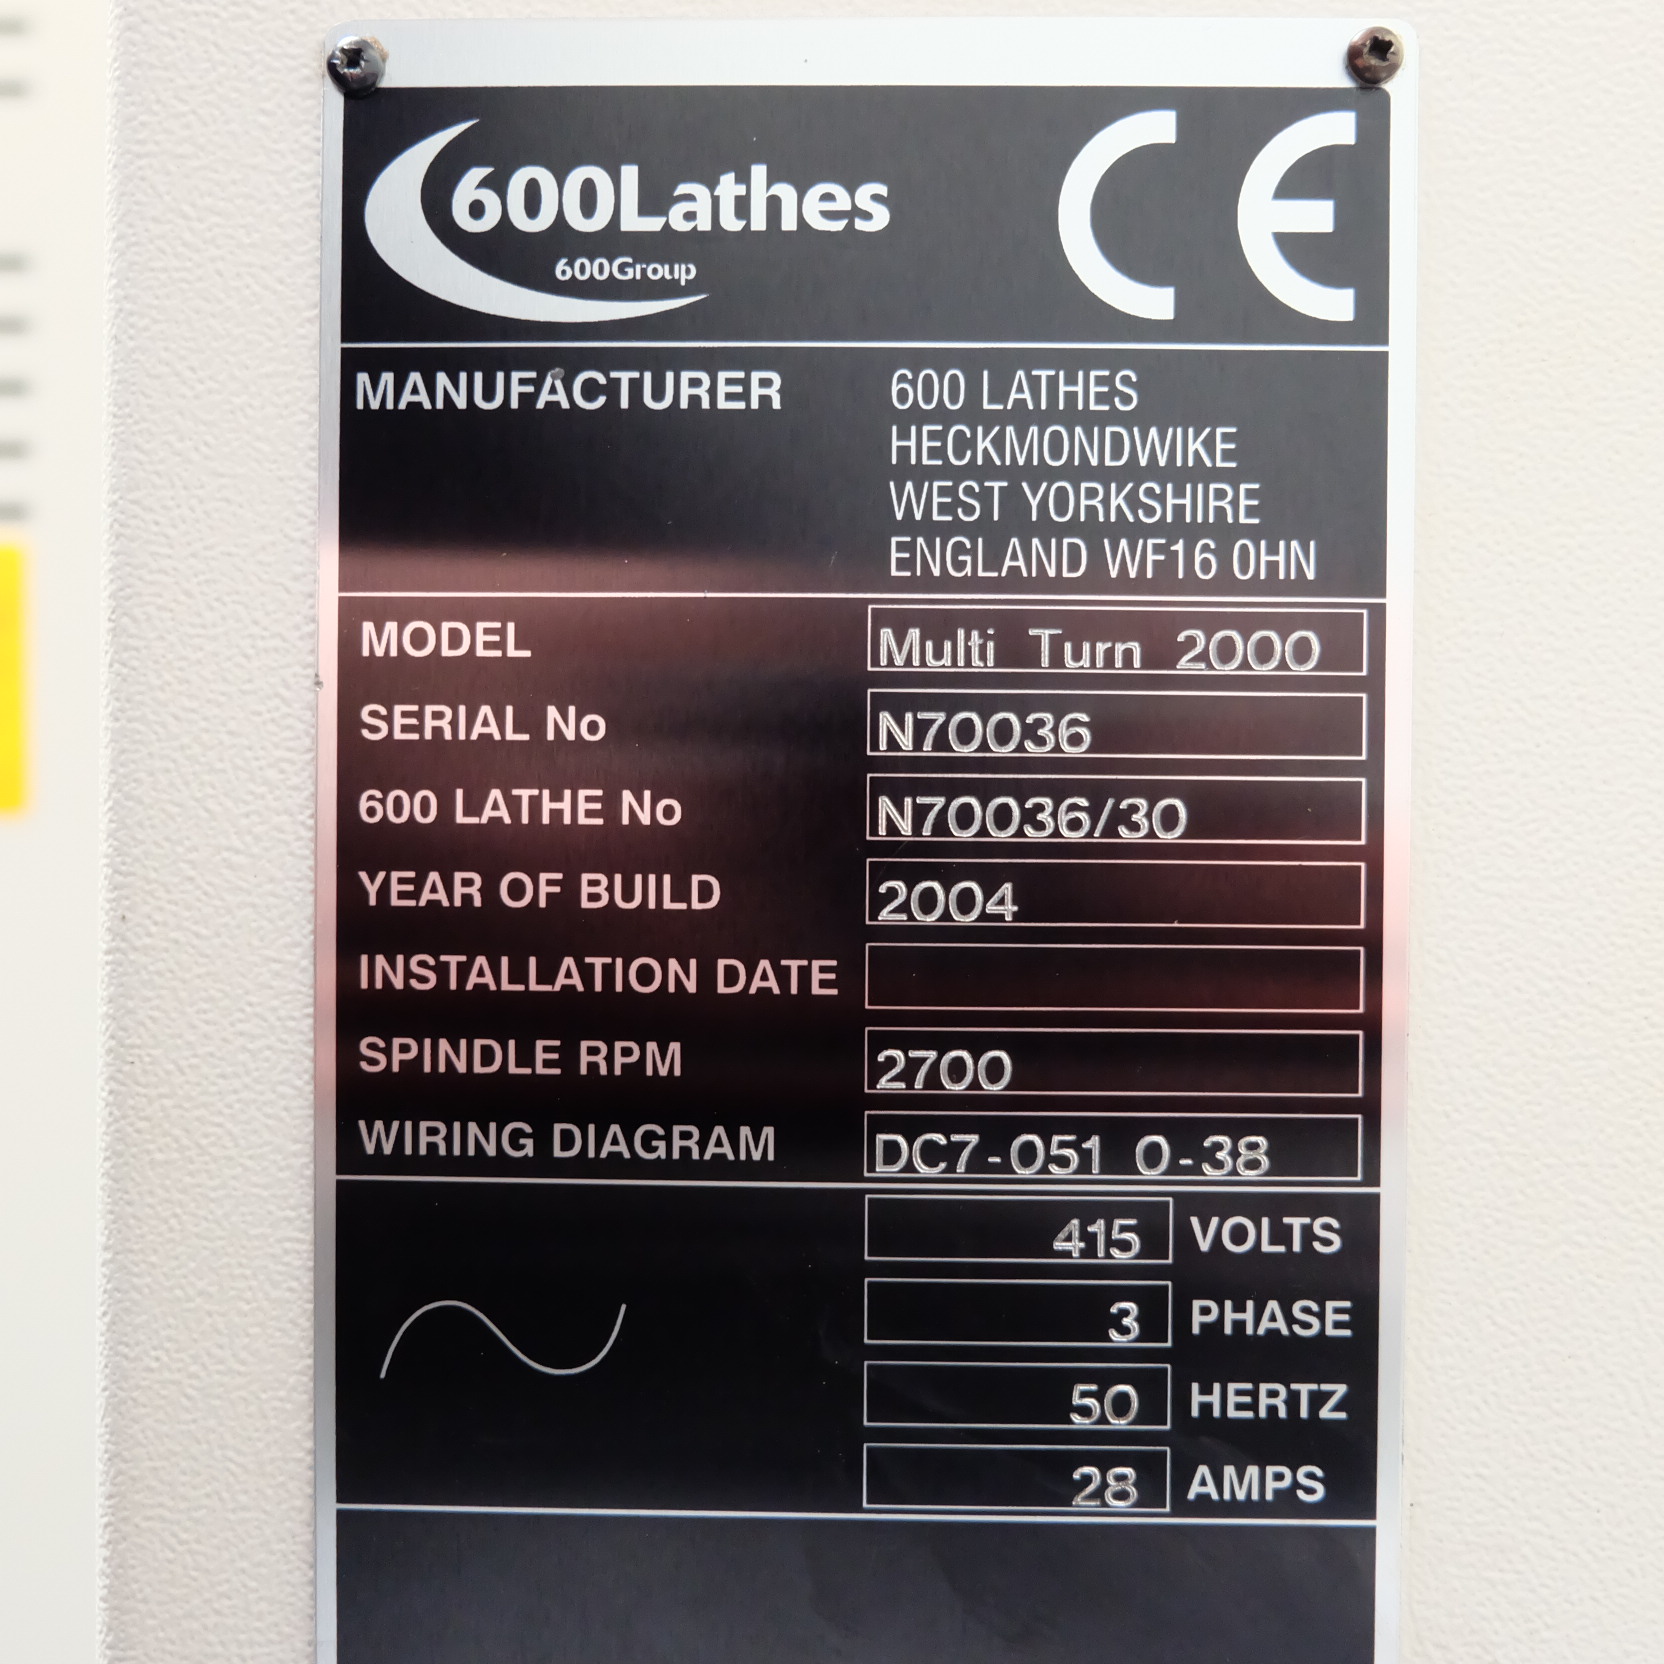 600Lathes
600Group
CE
MANUFACTURER 600 LATHES
HECKMONDWIKE
WEST YORKSHIRE
ENGLAND WF16 0HN
MODEL Multi Turn 2000
SERIAL No N70036
600 LATHE No N70036/30
YEAR OF BUILD 2004
INSTALLATION DATE
SPINDLE RPM 2700
WIRING DIAGRAM DC7-051 0-38
415 VOLTS
3 PHASE
50 HERTZ
28 AMPS